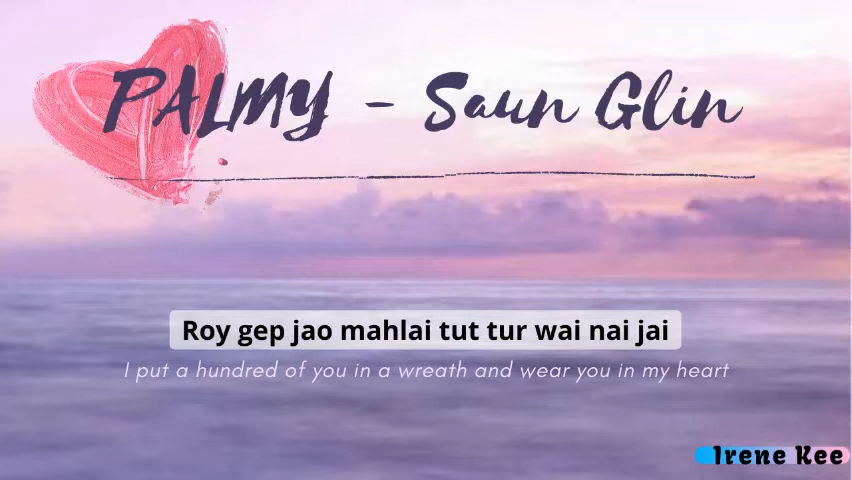 PALMY - Saun Glin
Roy gep jao mahlai tut tur wai nai jai
I put a hundred of you in a wreath and wear you in my heart
Irene Kee